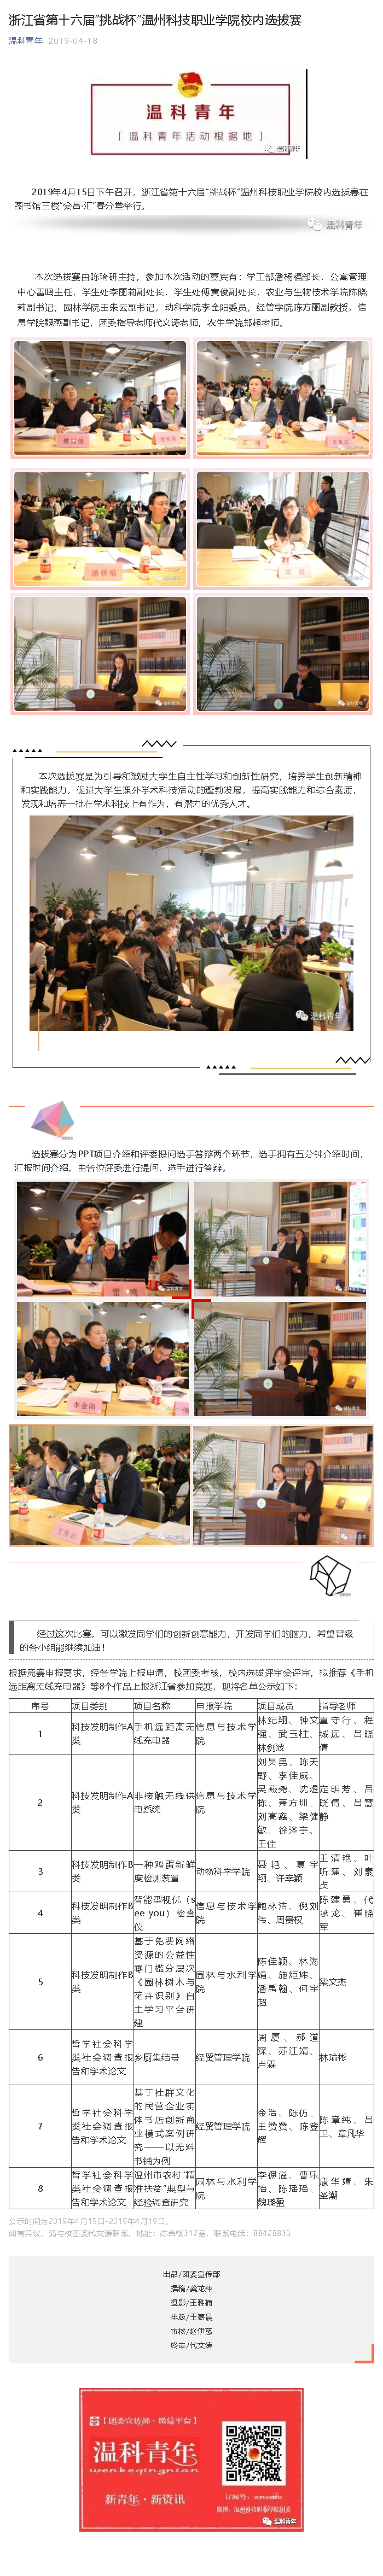 浙江省第十六届“挑战杯”温州科技职业学院校内选拔赛
温科青年 2019-04-18
温科青年
「温科青年活动根据地」
温科青年
2019年4月15日下午召开，浙江省第十六届“挑战杯”温州科技职业学院校内选拔赛在
图书馆三楼“会昌·汇”春分堂举行。
温科青年
本次选拔赛由陈琦研主持，参加本次活动的嘉宾有：学工部潘杨福部长，公寓管理
中心雷鸣主任，学生处李丽莉副处长，学生处傅寅俊副处长，农业与生物技术学院陈晓
莉副书记，园林学院王朱云副书记，动科学院李金阳委员，经管学院陈方丽副教授，信
息学院魏燕副书记，团委指导老师代文涛老师，农生学院郑超老师。
潘杨福
本次选拔赛是为引导和激励大学生自主性学习和创新性研究，培养学生创新精神
和实践能力，促进大学生课外学术科技活动的蓬勃发展，提高实践能力和综合素质，
发现和培养一批在学术科技上有作为，有潜力的优秀人才。
温科青年
选拔赛分为PPT项目介绍和评委提问选手答辩两个环节，选手拥有五分钟介绍时间，
汇报时间介绍，由各位评委进行提问，选手进行答辩。
雷鸣
李金阳
王朱云
经过这次比赛，可以激发同学们的创新创意能力，开发同学们的脑力，希望晋级
的各小组能继续加油！
根据竞赛申报要求，经各学院上报申请，校团委考核，校内选拔评审会评审，拟推荐《手机
远距离无线充电器》等8个作品上报浙江省参加竞赛，现将名单公示如下：
序号 项目类别 项目名称 申报学院 项目成员 指导老师
1 科技发明制作A类 手机远距离无线充电器 信息与技术学院 林纪翔、钟文强、武玉柱、林剑波 夏守行、程城远、吕晓倩
2 科技发明制作A类 非接触无线供电系统 信息与技术学院 刘昊男、陈天野、李佳威、吴燕尧、沈煜栋、萧方圳、刘高鑫、梁健敏、徐泽宇、王佳 定明芳、吕晓倩、吕慧静
3 科技发明制作B类 一种鸡蛋新鲜度检测装置 动物科学学院 聂艳、夏宇翔、许幸颖 王清艳、叶听蕉、刘素贞
4 科技发明制作B类 智能型视优（see you）检查仪 信息与技术学院 鲍林洁、倪刘伟、周贵权 陈建勇、代承龙、崔晓军
5 科技发明制作B类 基于免费网络资源的公益性零门槛分层次《园林树木与花卉识别》自主学习平台研建 园林与水利学院 陈佳颖、林海娟、施炬炜、潘禹翰、何宇超 梁文杰
6 哲学社会科学类社会调查报告和学术论文 乡厨集结号 经贸管理学院 周厦、郝道深、苏江婧、卢霖 林瑜彬
7 哲学社会科学类社会调查报告和学术论文 基于社群文化的民营企业实体书店创新商业模式案例研究——以无料书铺为例 经贸管理学院 金浩、陈仿、王赞赞、陈登辉 陈章纯、吕卫、章凡华
8 哲学社会科学类社会调查报告和学术论文 温州市农村“精准扶贫”典型与经验调查研究 园林与水利学院 李健溢、曹乐怡、陈瑶瑶、魏璐盈 康华靖、朱圣潮
公示时间为2019年4月15日-2019年4月19日。
如有异议，请与校团委代文涛联系，地址：综合楼312室，联系电话：88428835
出品/团委宣传部
撰稿/龚龙萍
摄影/王雅楠
排版/王嘉晨
审核/赵伊慈
终审/代文涛
【团委宣传部·微信平台】
温科青年
wenkeqingnian
新青年·新资讯
微博：温州科技职业学院团委
温科青年